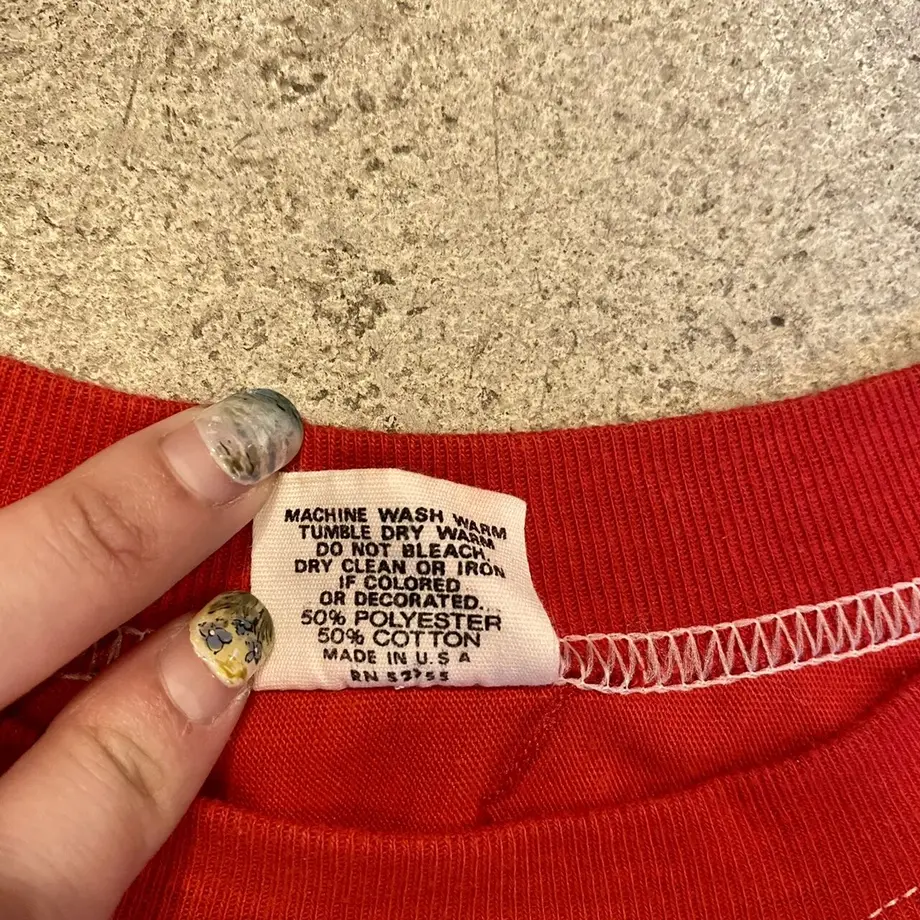 MACHINE WASH WARM
TUMBLE DRY WARM
DO NOT BLEACH
DRY CLEAN OR IRON
IF COLORED
OR DECORATED...
50% POLYESTER
50% COTTON
MADE IN U.S A
RN